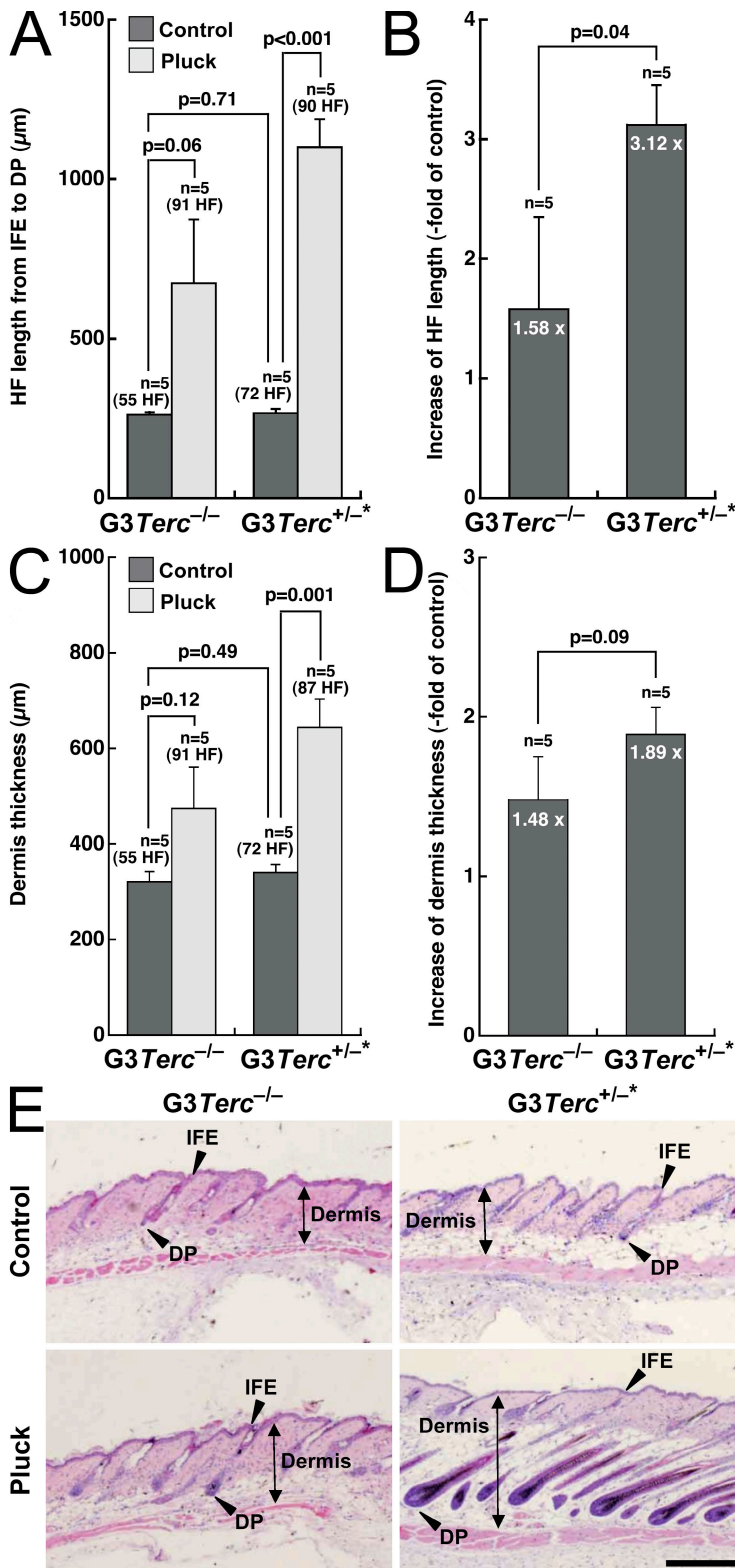 A
HF length from IFE to DP (µm)
1500
1000
500
0
Control
Pluck
p<0.001
p=0.71
p=0.06
n=5
(90 HF)
n=5
(91 HF)
n=5
(55 HF)
n=5
(72 HF)
G3Terc–/–
G3Terc+/–*
B
Increase of HF length (-fold of control)
4
3
2
1
0
p=0.04
n=5
n=5
3.12 x
1.58 x
G3Terc–/–
G3Terc+/–*
C
Dermis thickness (µm)
1000
800
600
400
200
0
Control
Pluck
p=0.001
p=0.49
p=0.12
n=5
(87 HF)
n=5
(91 HF)
n=5
(55 HF)
n=5
(72 HF)
G3Terc–/–
G3Terc+/–*
D
Increase of dermis thickness (-fold of control)
3
2
1
0
p=0.09
n=5
n=5
1.89 x
1.48 x
G3Terc–/–
G3Terc+/–*
E
G3Terc–/–
G3Terc+/–*
Control
IFE
Dermis
DP
IFE
Dermis
DP
Pluck
IFE
Dermis
DP
IFE
Dermis
DP